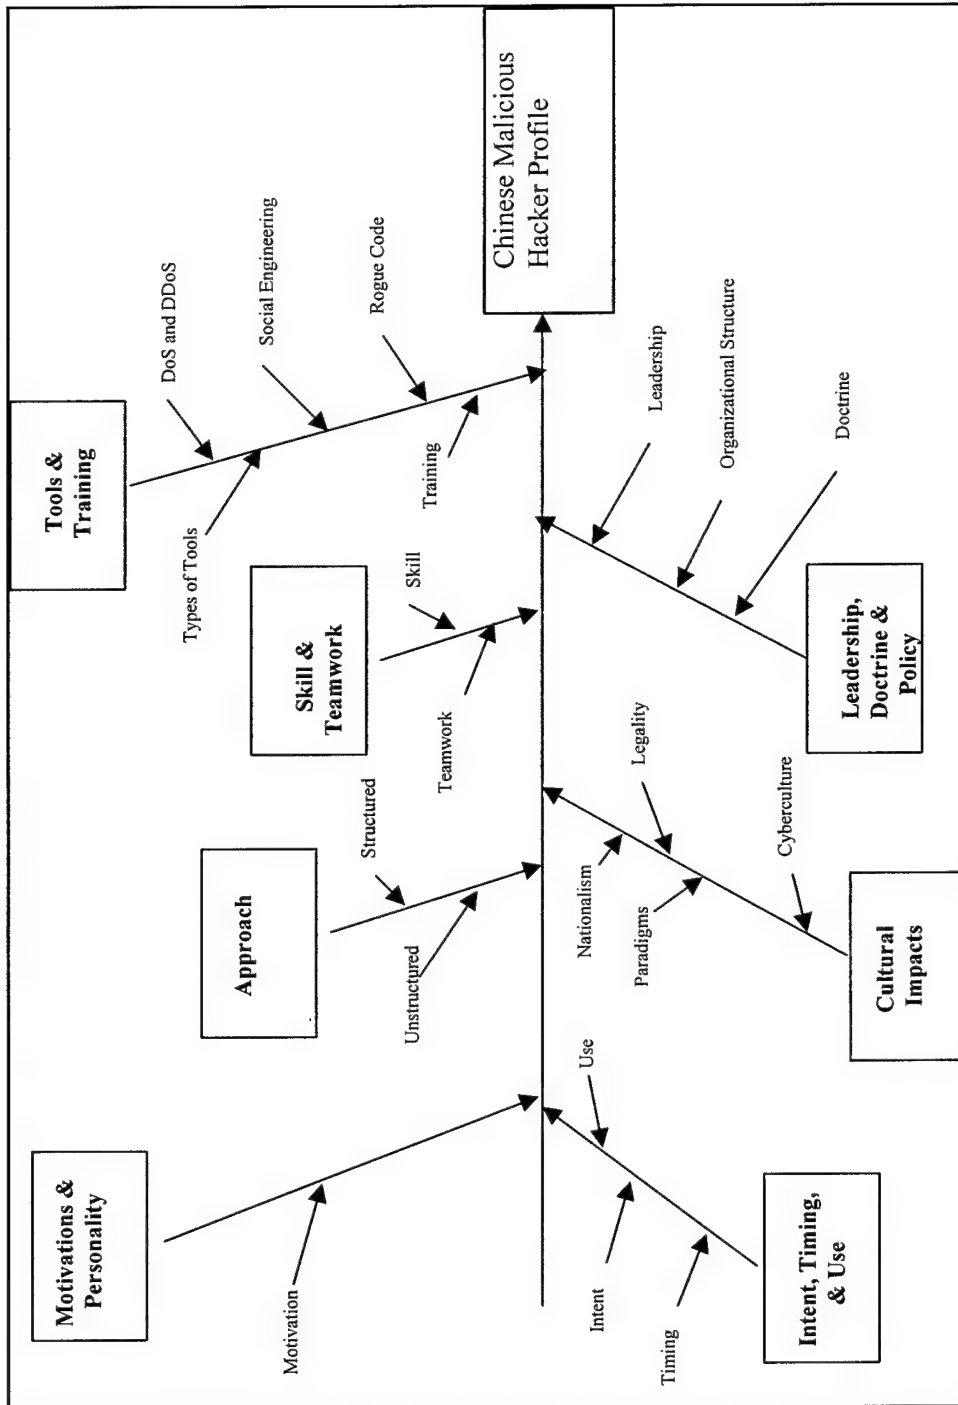 Motivations &
Personality
Motivation
Approach
Structured
Unstructured
Skill &
Teamwork
Skill
Teamwork
Tools &
Training
DoS and DDoS
Types of Tools
Social Engineering
Rogue Code
Training
Chinese Malicious
Hacker Profile
Intent, Timing,
& Use
Use
Intent
Timing
Cultural
Impacts
Nationalism
Legality
Paradigms
Cyberculture
Leadership,
Doctrine &
Policy
Leadership
Organizational Structure
Doctrine